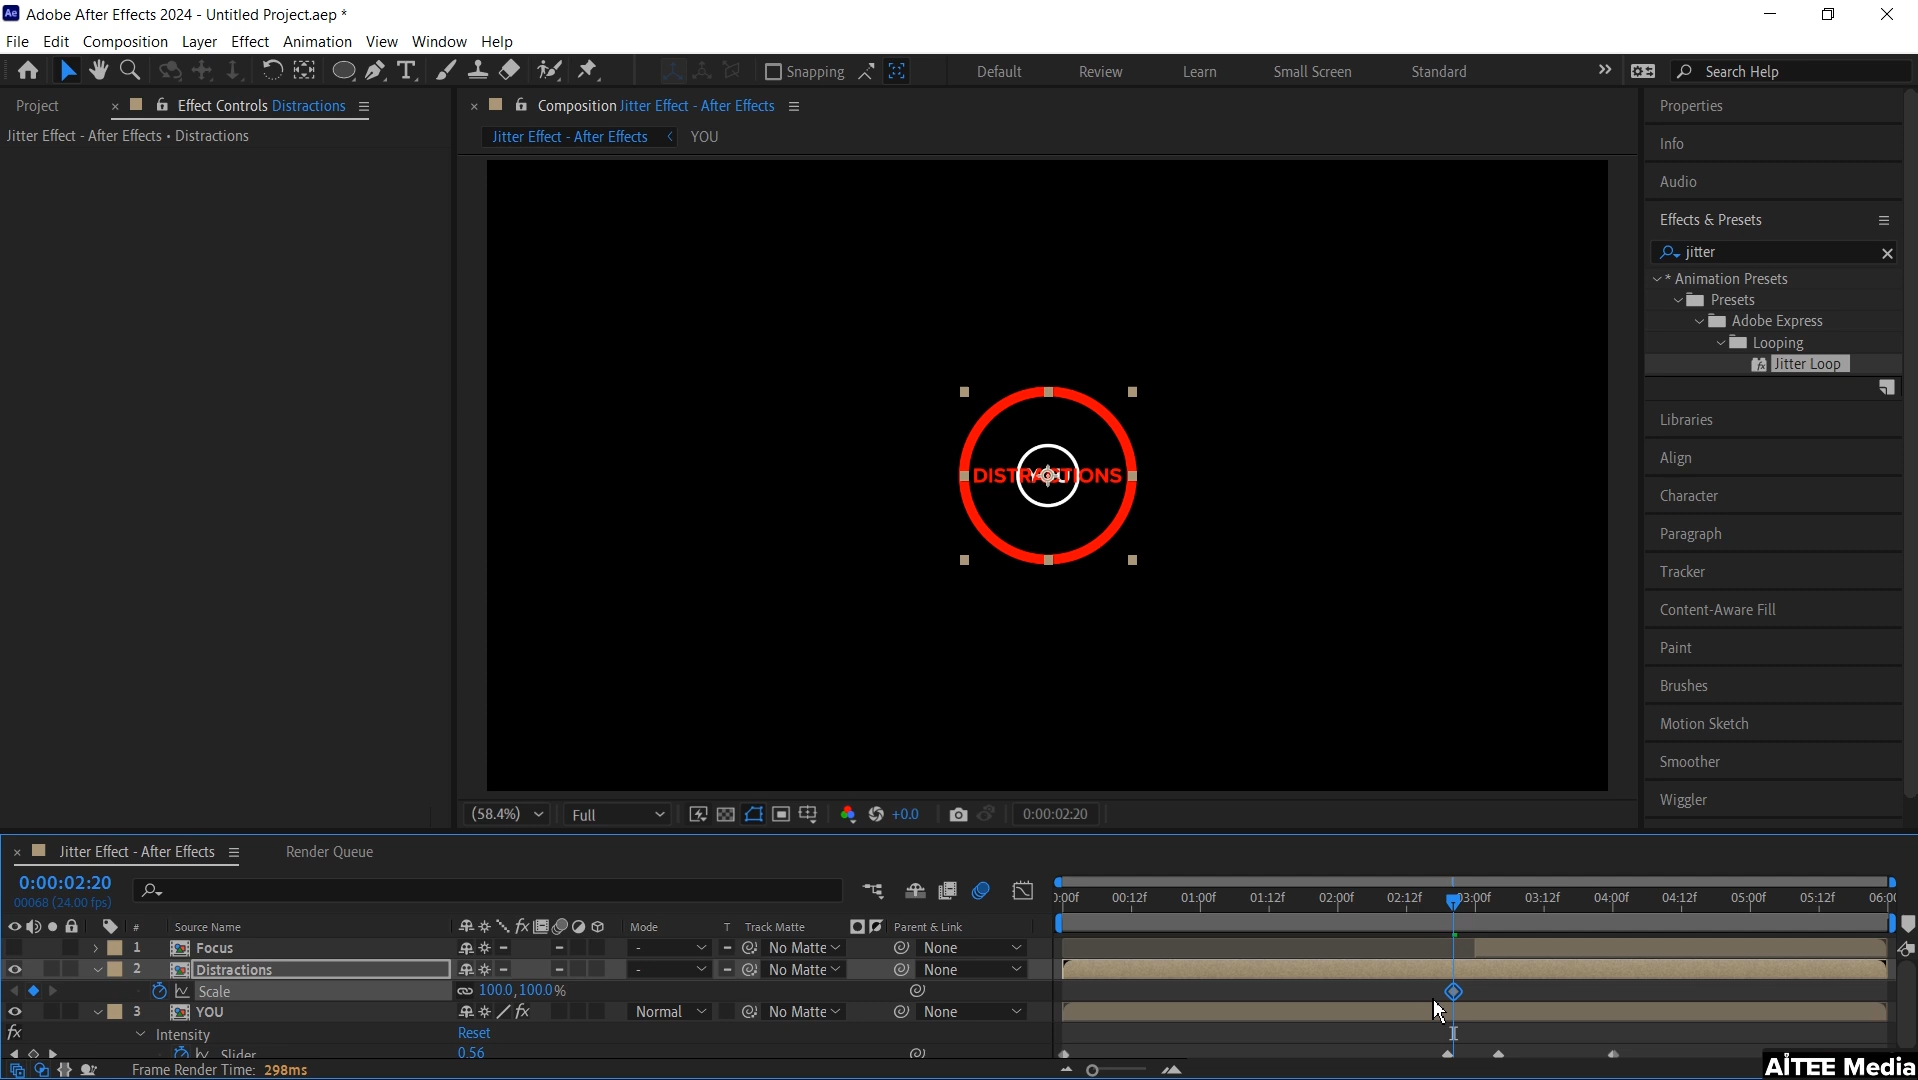 Ae Adobe After Effects 2024 - Untitled Project.aep *
File Edit Composition Layer Effect Animation View Window Help
Snapping Default Review Learn Small Screen Standard Search Help
Project Effect Controls Distractions Composition Jitter Effect - After Effects Properties
Jitter Effect - After Effects • Distractions Jitter Effect - After Effects YOU
Info
Audio
Effects & Presets
jitter
* Animation Presets
Presets
Adobe Express
Looping
Jitter Loop
Libraries
Align
DISTRACTIONS
Character
Paragraph
Tracker
Content-Aware Fill
Paint
Brushes
Motion Sketch
Smoother
Wiggler
(58.4%) Full +0.0 0:00:02:20
Jitter Effect - After Effects Render Queue
0:00:02:20
00068 (24.00 fps)
00f 00:12f 01:00f 01:12f 02:00f 02:12f 03:00f 03:12f 04:00f 04:12f 05:00f 05:12f 06:00
# Source Name fx Mode T Track Matte Parent & Link
1 Focus - No Matte None
2 Distractions - No Matte None
Scale 100.0,100.0%
3 YOU fx Normal No Matte None
fx Intensity Reset
Slider 0.56
Frame Render Time: 298ms
AiTEE Media